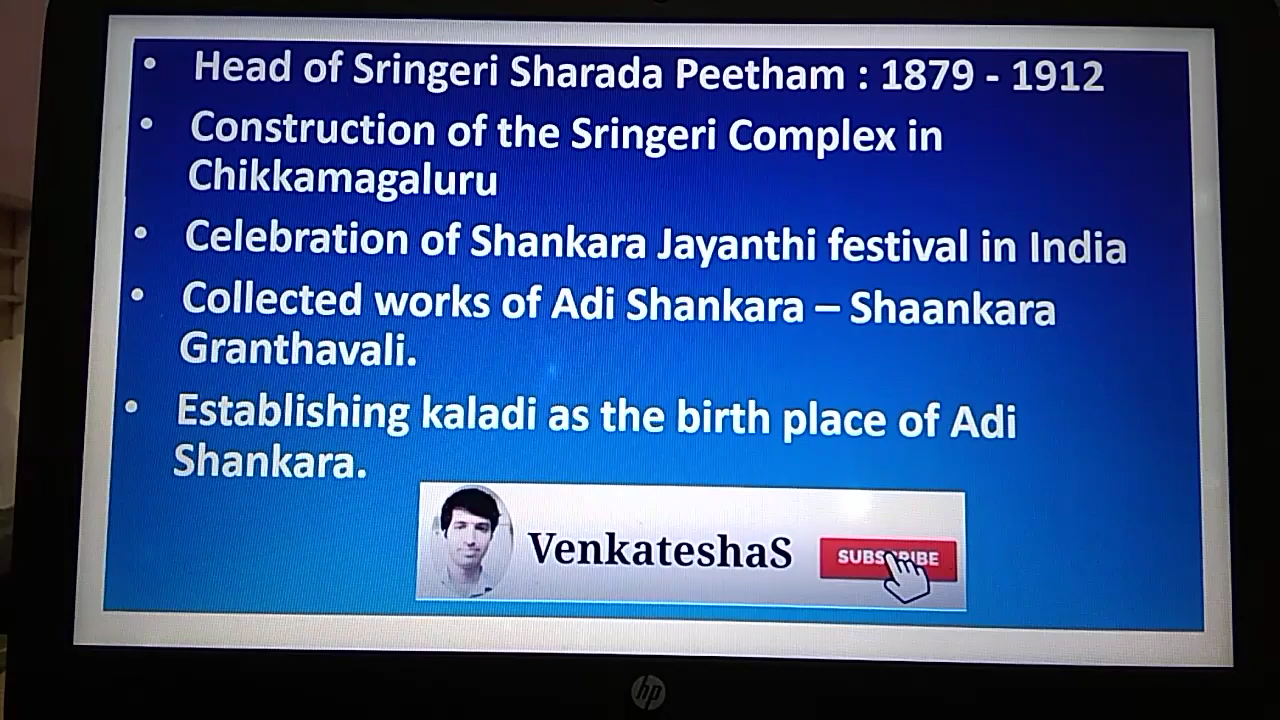 • Head of Sringeri Sharada Peetham : 1879 - 1912
• Construction of the Sringeri Complex in
Chikkamagaluru
• Celebration of Shankara Jayanthi festival in India
• Collected works of Adi Shankara – Shaankara
Granthavali.
• Establishing kaladi as the birth place of Adi
Shankara.
VenkateshaS
SUBSCRIBE
hp